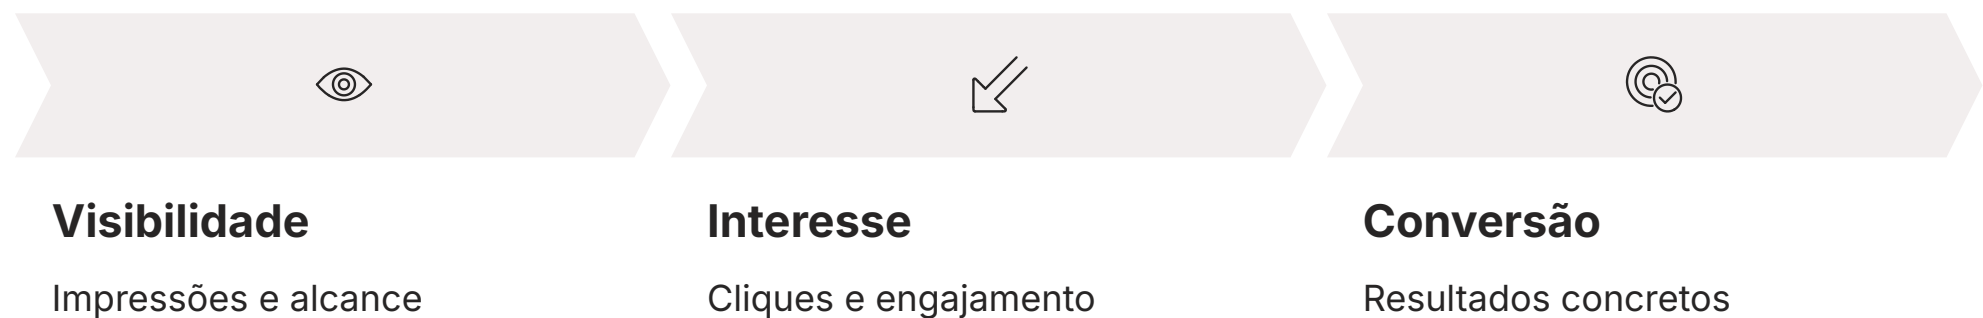 Visibilidade
Impressões e alcance
Interesse
Cliques e engajamento
Conversão
Resultados concretos